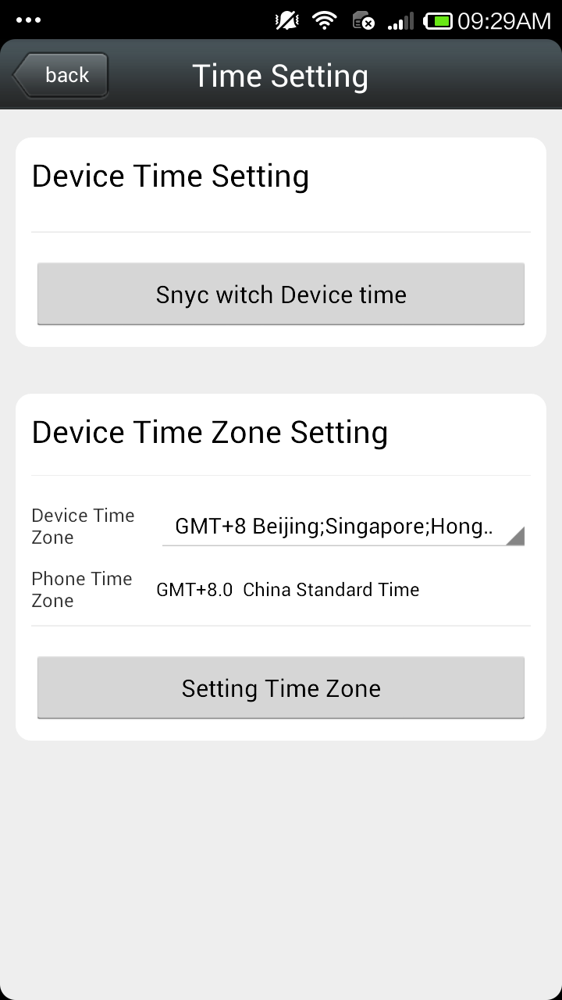 09:29AM
back
Time Setting
Device Time Setting
Snyc witch Device time
Device Time Zone Setting
Device Time
Zone
GMT+8 Beijing;Singapore;Hong..
Phone Time
Zone
GMT+8.0  China Standard Time
Setting Time Zone